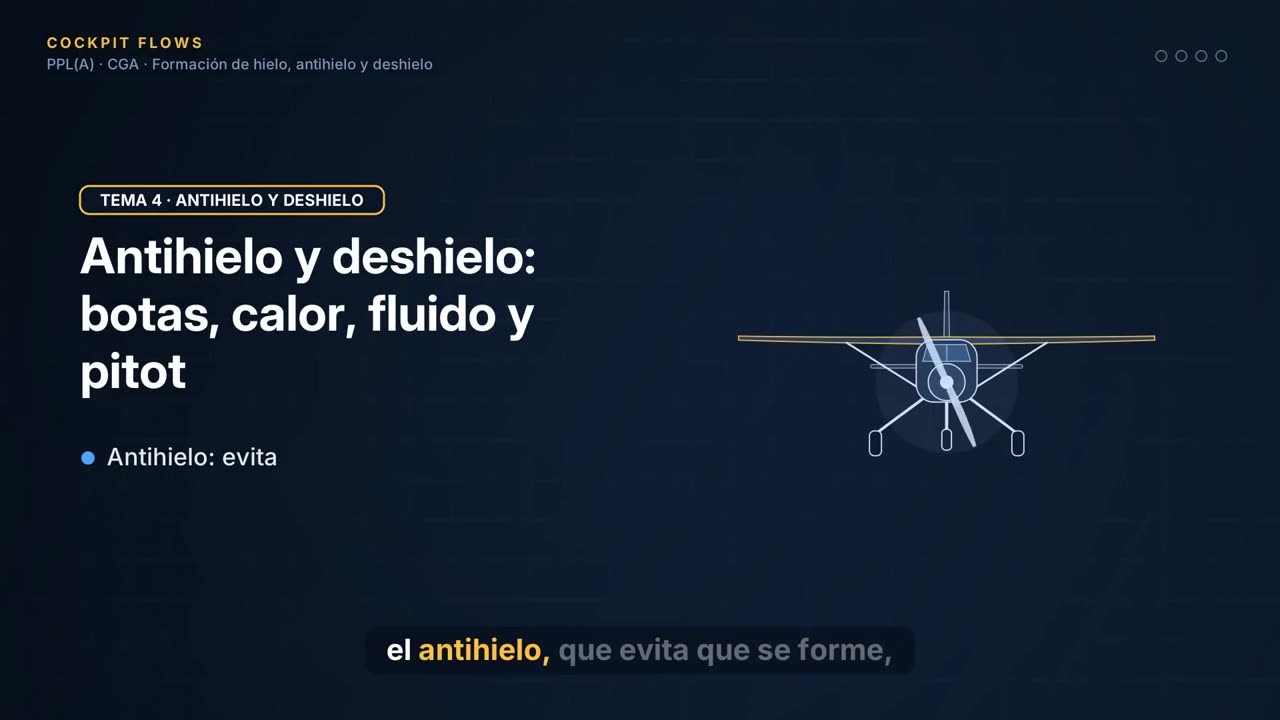 COCKPIT FLOWS
PPL(A) · CGA · Formación de hielo, antihielo y deshielo
TEMA 4 · ANTIHIELO Y DESHIELO
Antihielo y deshielo:
botas, calor, fluido y
pitot
Antihielo: evita
el antihielo, que evita que se forme,